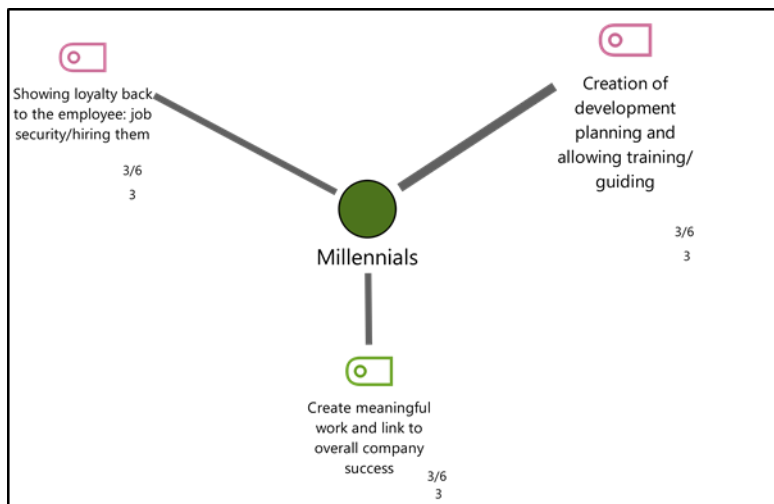 Showing loyalty back
to the employee: job
security/hiring them
3/6
3
Creation of
development
planning and
allowing training/
guiding
3/6
3
Millennials
Create meaningful
work and link to
overall company
success
3/6
3